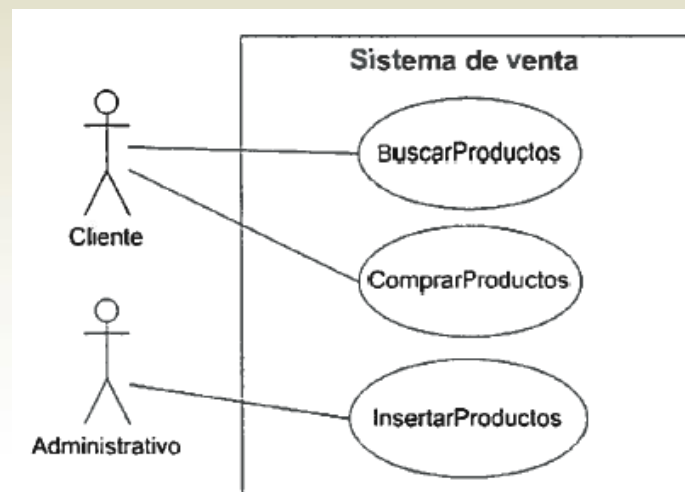 Sistema de venta
BuscarProductos
Cliente
ComprarProductos
InsertarProductos
Administrativo